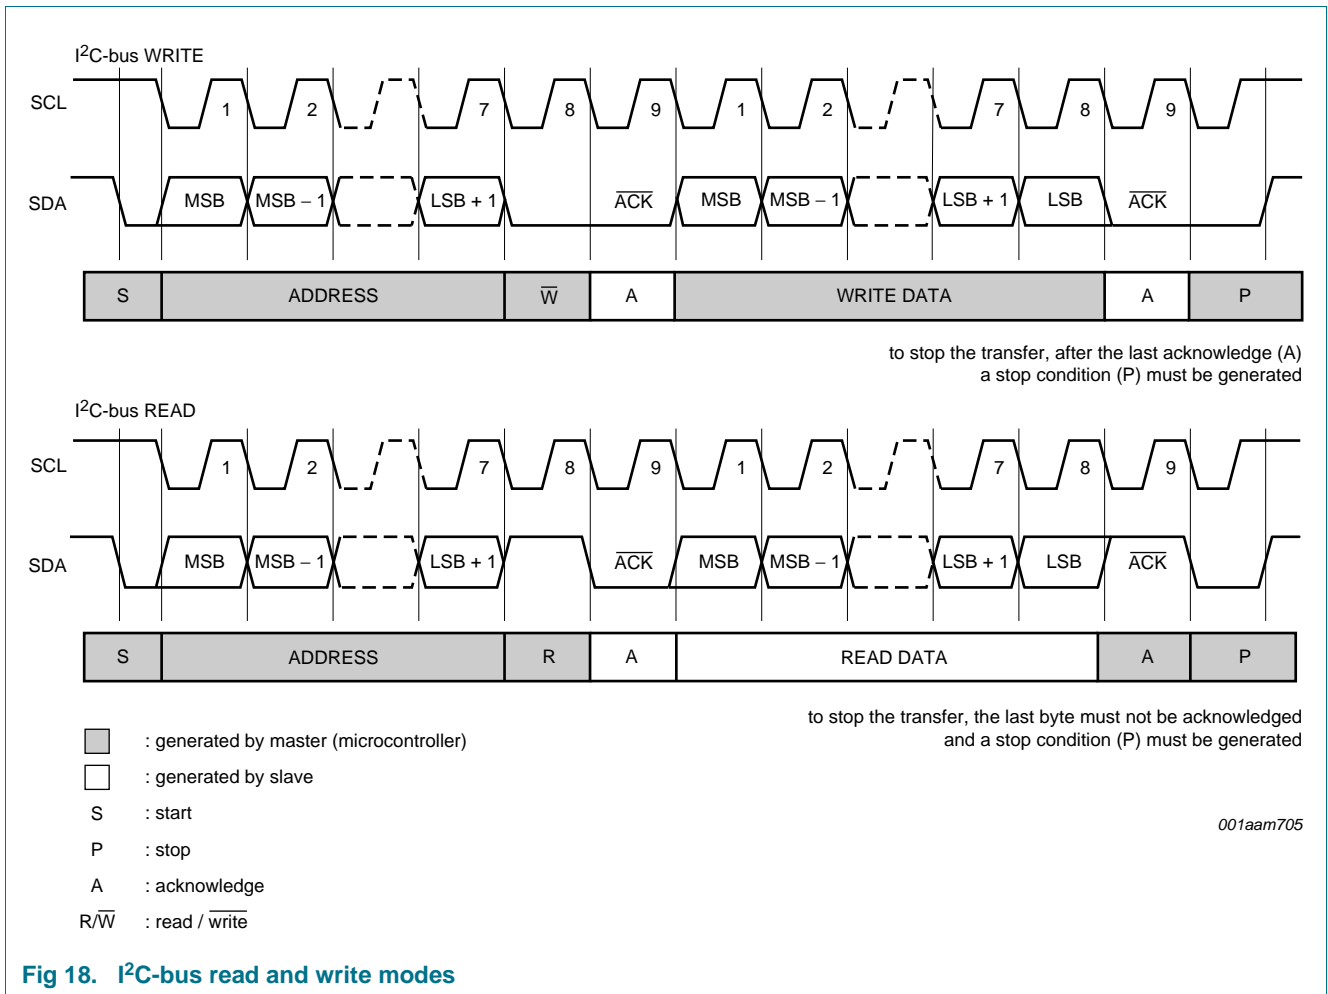 I²C-bus WRITE
SCL 1 2 7 8 9 1 2 7 8 9
SDA MSB MSB − 1 LSB + 1 A̅C̅K̅ MSB MSB − 1 LSB + 1 LSB A̅C̅K̅
S ADDRESS W̅ A WRITE DATA A P
to stop the transfer, after the last acknowledge (A)
a stop condition (P) must be generated
I²C-bus READ
SCL 1 2 7 8 9 1 2 7 8 9
SDA MSB MSB − 1 LSB + 1 A̅C̅K̅ MSB MSB − 1 LSB + 1 LSB A̅C̅K̅
S ADDRESS R A READ DATA A P
to stop the transfer, the last byte must not be acknowledged
and a stop condition (P) must be generated
: generated by master (microcontroller)
: generated by slave
S : start
P : stop
A : acknowledge
R/W̅ : read / w̅r̅i̅t̅e̅
001aam705
Fig 18. I²C-bus read and write modes